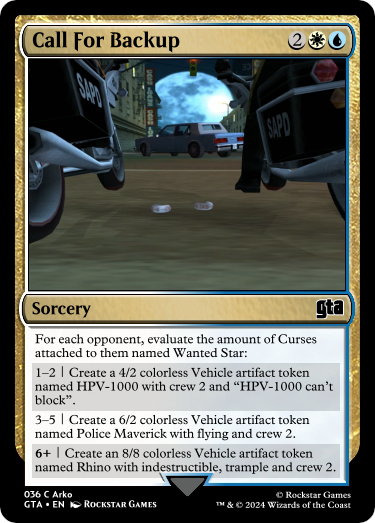 Call For Backup 2
SAPD
SAPD
Sorcery gta
For each opponent, evaluate the amount of Curses
attached to them named Wanted Star:
1–2 | Create a 4/2 colorless Vehicle artifact token
named HPV-1000 with crew 2 and “HPV-1000 can’t
block”.
3–5 | Create a 6/2 colorless Vehicle artifact token
named Police Maverick with flying and crew 2.
6+ | Create an 8/8 colorless Vehicle artifact token
named Rhino with indestructible, trample and crew 2.
036 C Arko © Rockstar Games
GTA • EN Rockstar Games ™ & © 2024 Wizards of the Coast